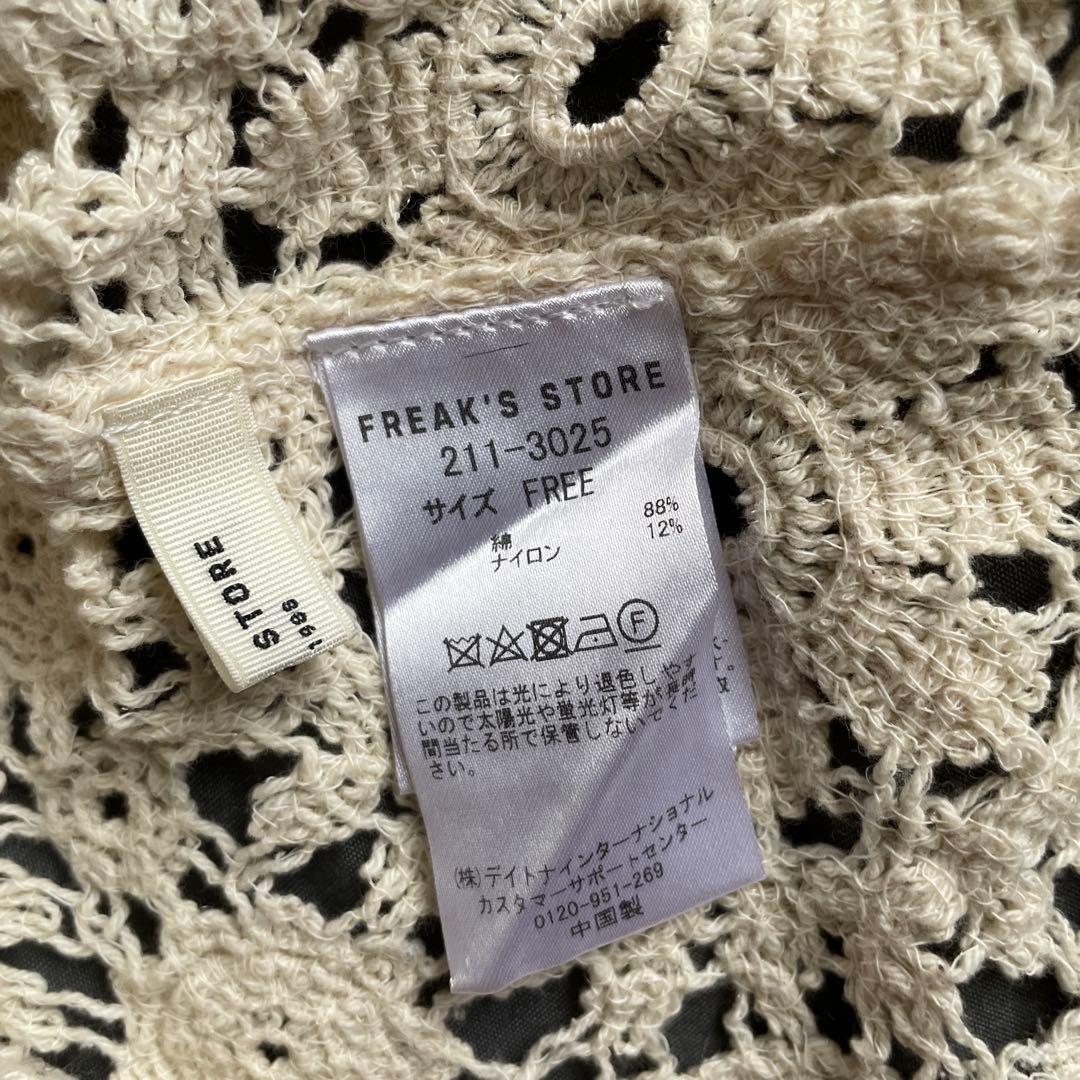 STORE
1986
FREAK'S STORE
211-3025
サイズ FREE
綿 88%
ナイロン 12%
F
この製品は光により退色しやす
いので太陽光や蛍光灯等が長時
間当たる所で保管しないでくだ
さい。
(株)デイトナインターナショナル
カスタマーサポートセンター
0120-951-269
中国製